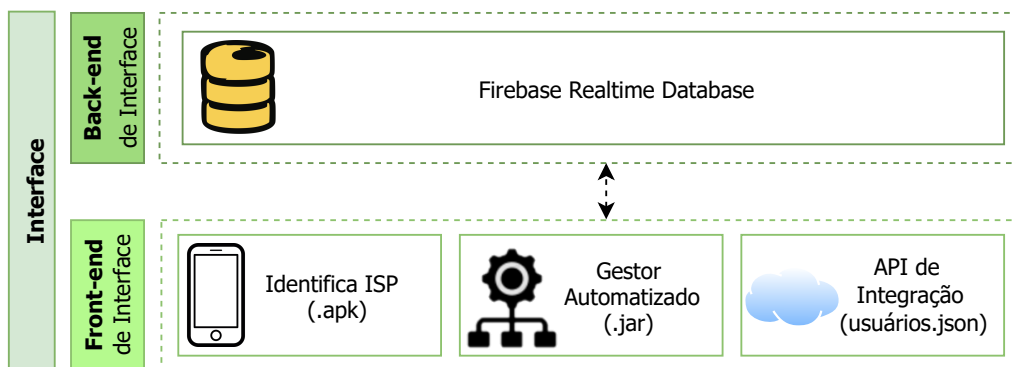 Interface
Back-end
de Interface
Firebase Realtime Database
Front-end
de Interface
Identifica ISP
(.apk)
Gestor
Automatizado
(.jar)
API de
Integração
(usuários.json)